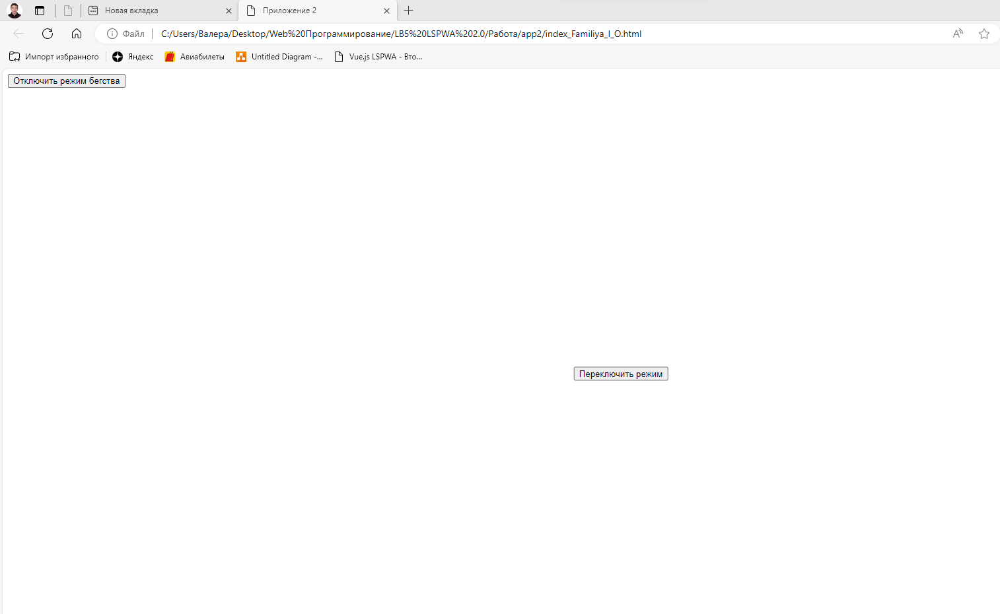 Новая вкладка
Приложение 2
Файл
C:/Users/Валера/Desktop/Web%20Программирование/LB5%20LSPWA%202.0/Работа/app2/index_Familiya_I_O.html
A
Импорт избранного
Яндекс
Авиабилеты
Untitled Diagram -...
Vue.js LSPWA - Вто...
Отключить режим бегства
Переключить режим